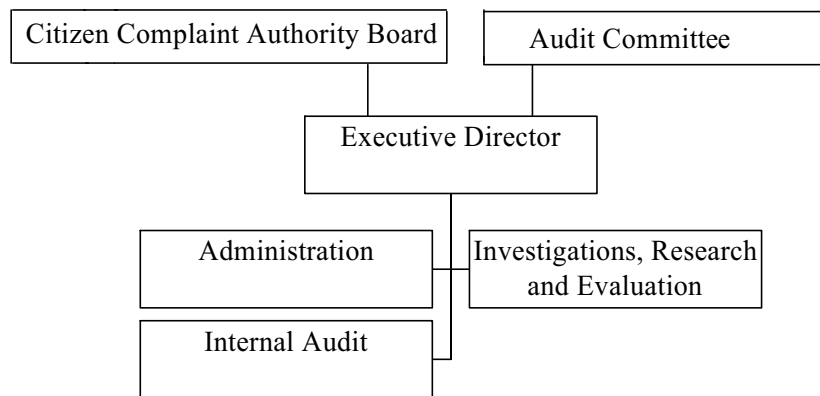 Citizen Complaint Authority Board
Audit Committee
Executive Director
Administration
Investigations, Research
and Evaluation
Internal Audit